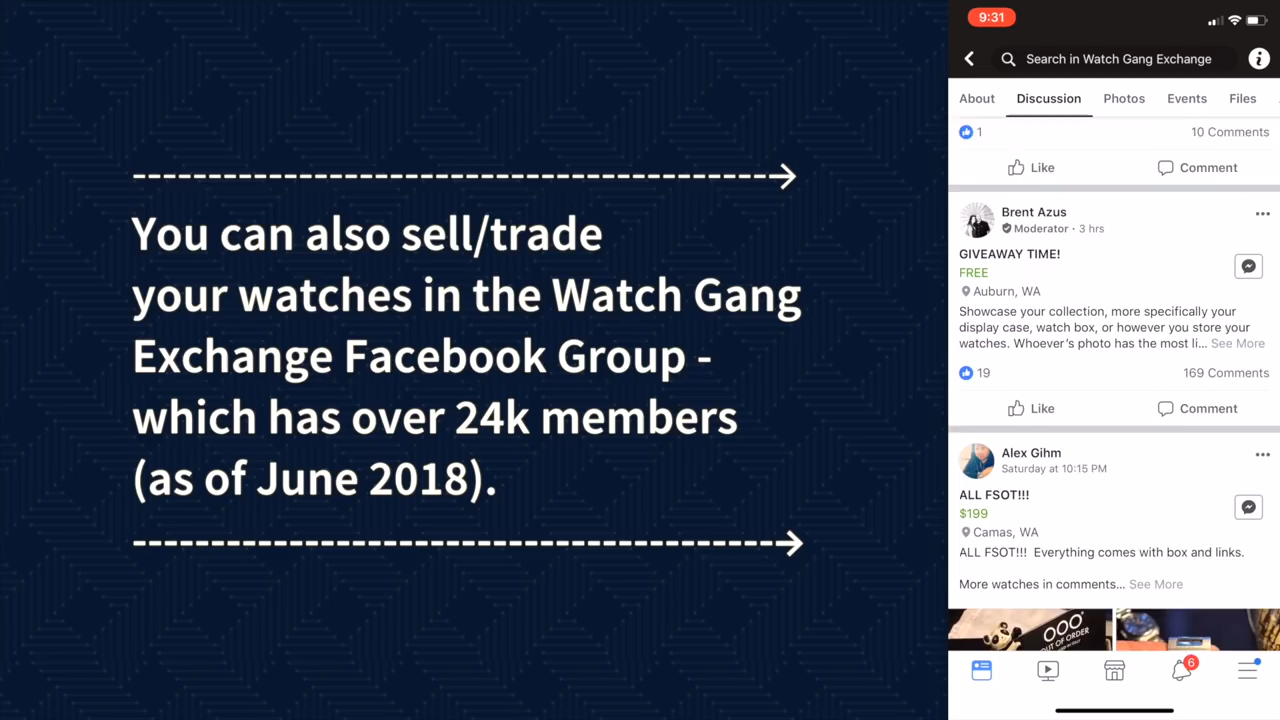 You can also sell/trade
your watches in the Watch Gang
Exchange Facebook Group -
which has over 24k members
(as of June 2018).
9:31
Search in Watch Gang Exchange
About Discussion Photos Events Files
1 10 Comments
Like Comment
Brent Azus
Moderator · 3 hrs
GIVEAWAY TIME!
FREE
Auburn, WA
Showcase your collection, more specifically your
display case, watch box, or however you store your
watches. Whoever's photo has the most li... See More
19 169 Comments
Like Comment
Alex Gihm
Saturday at 10:15 PM
ALL FSOT!!!
$199
Camas, WA
ALL FSOT!!! Everything comes with box and links.
More watches in comments... See More
OOO
OUT OF ORDER
6